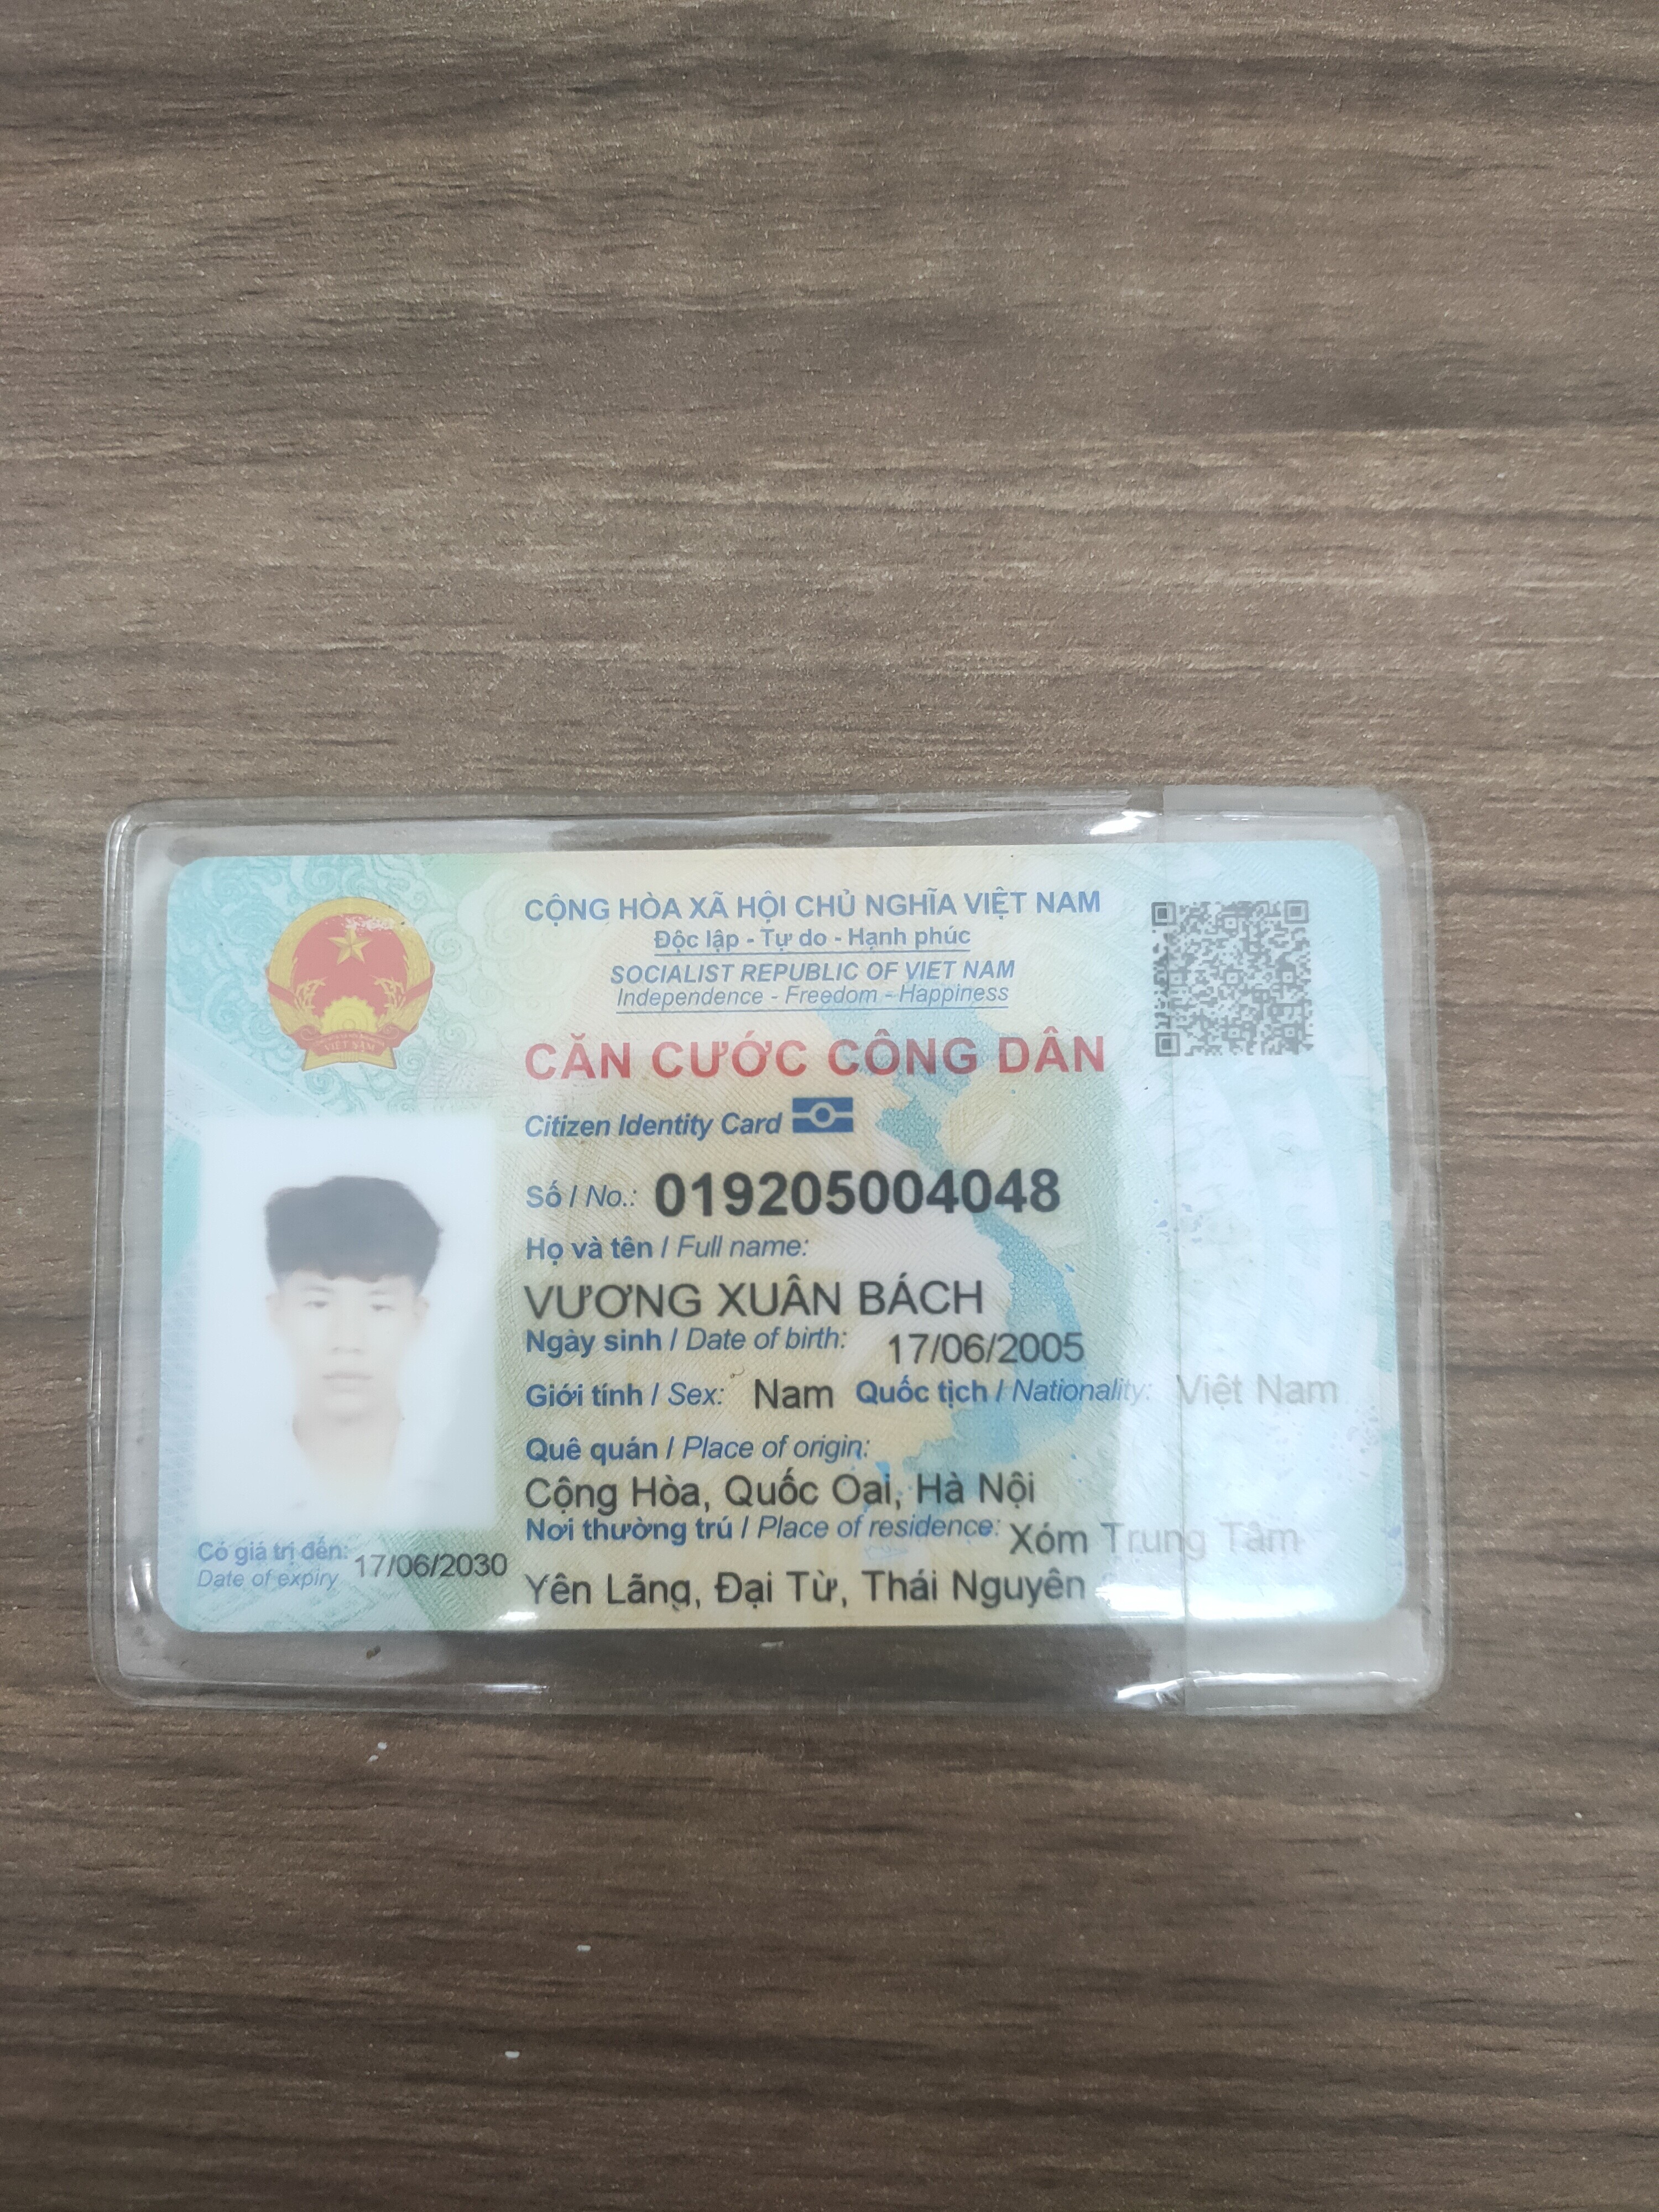 CỘNG HÒA XÃ HỘI CHỦ NGHĨA VIỆT NAM
Độc lập - Tự do - Hạnh phúc
SOCIALIST REPUBLIC OF VIET NAM
Independence - Freedom - Happiness
CĂN CƯỚC CÔNG DÂN
Citizen Identity Card
Số / No.: 019205004048
Họ và tên / Full name:
VƯƠNG XUÂN BÁCH
Ngày sinh / Date of birth: 17/06/2005
Giới tính / Sex: Nam Quốc tịch / Nationality: Việt Nam
Quê quán / Place of origin:
Cộng Hòa, Quốc Oai, Hà Nội
Nơi thường trú / Place of residence: Xóm Trung Tâm
Yên Lãng, Đại Từ, Thái Nguyên
Có giá trị đến: 17/06/2030
Date of expiry
VIỆT NAM